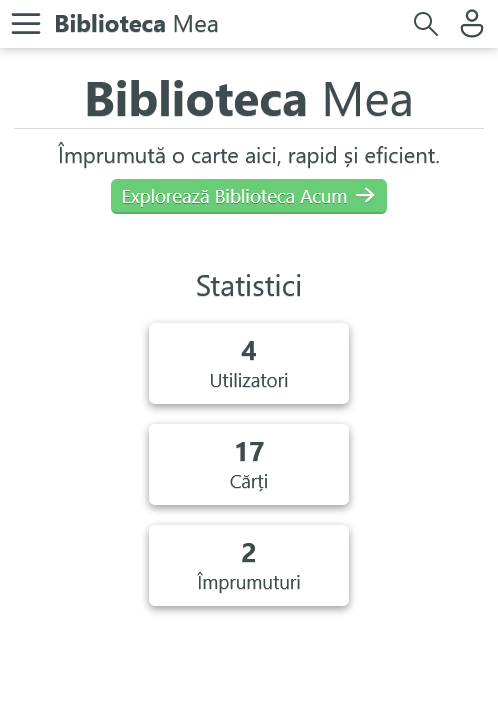 Biblioteca Mea
Biblioteca Mea
Împrumută o carte aici, rapid și eficient.
Explorează Biblioteca Acum →
Statistici
4
Utilizatori
17
Cărți
2
Împrumuturi